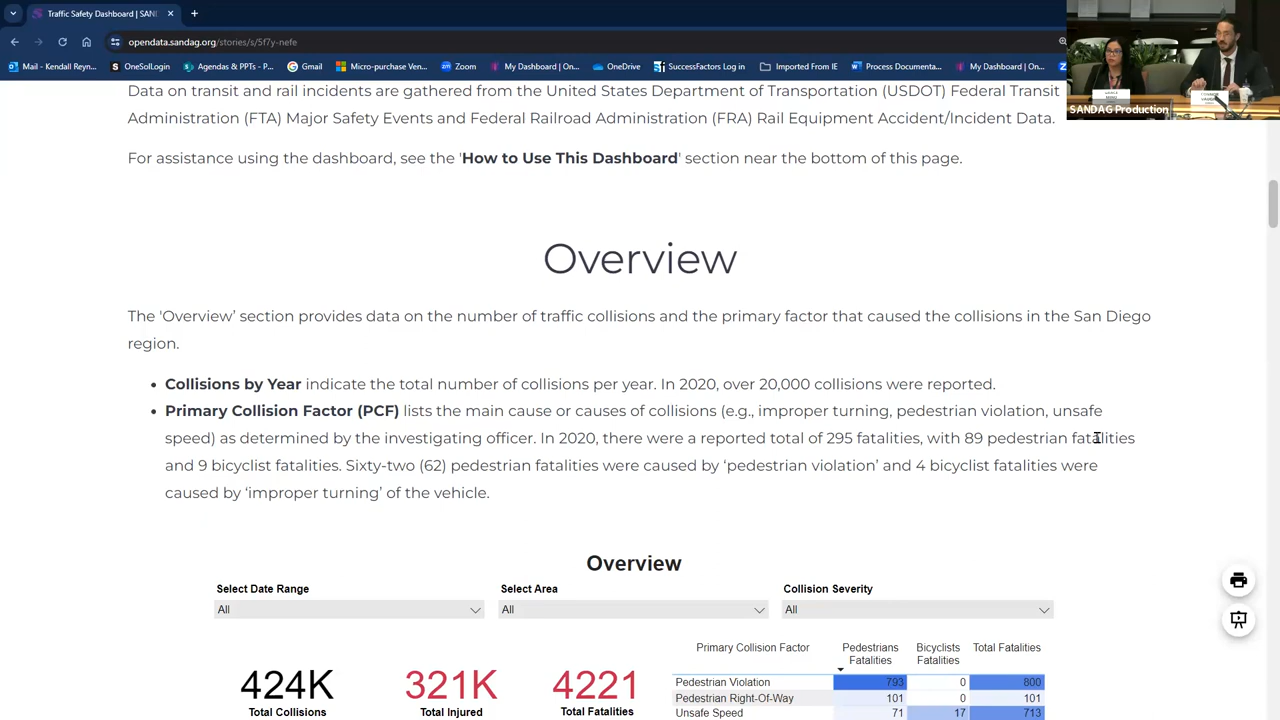 Traffic Safety Dashboard | SAN
opendata.sandag.org/stories/s/5f7y-nefe
Mail - Kendall Reyn...
OneSolLogin
Agendas & PPTs - P...
Gmail
Micro-purchase Ven...
Zoom
My Dashboard | On...
OneDrive
SuccessFactors Log in
Imported From IE
Process Documenta...
My Dashboard | On...
80
SANDAG Production
Data on transit and rail incidents are gathered from the United States Department of Transportation (USDOT) Federal Transit
Administration (FTA) Major Safety Events and Federal Railroad Administration (FRA) Rail Equipment Accident/Incident Data.
For assistance using the dashboard, see the 'How to Use This Dashboard' section near the bottom of this page.
Overview
The 'Overview' section provides data on the number of traffic collisions and the primary factor that caused the collisions in the San Diego
region.
• Collisions by Year indicate the total number of collisions per year. In 2020, over 20,000 collisions were reported.
• Primary Collision Factor (PCF) lists the main cause or causes of collisions (e.g., improper turning, pedestrian violation, unsafe
speed) as determined by the investigating officer. In 2020, there were a reported total of 295 fatalities, with 89 pedestrian fatalities
and 9 bicyclist fatalities. Sixty-two (62) pedestrian fatalities were caused by 'pedestrian violation' and 4 bicyclist fatalities were
caused by 'improper turning' of the vehicle.
Overview
Select Date Range
All
Select Area
All
Collision Severity
All
424K
Total Collisions
321K
Total Injured
4221
Total Fatalities
Primary Collision Factor Pedestrians Fatalities Bicyclists Fatalities Total Fatalities
Pedestrian Violation 793 0 800
Pedestrian Right-Of-Way 101 0 101
Unsafe Speed 71 17 713